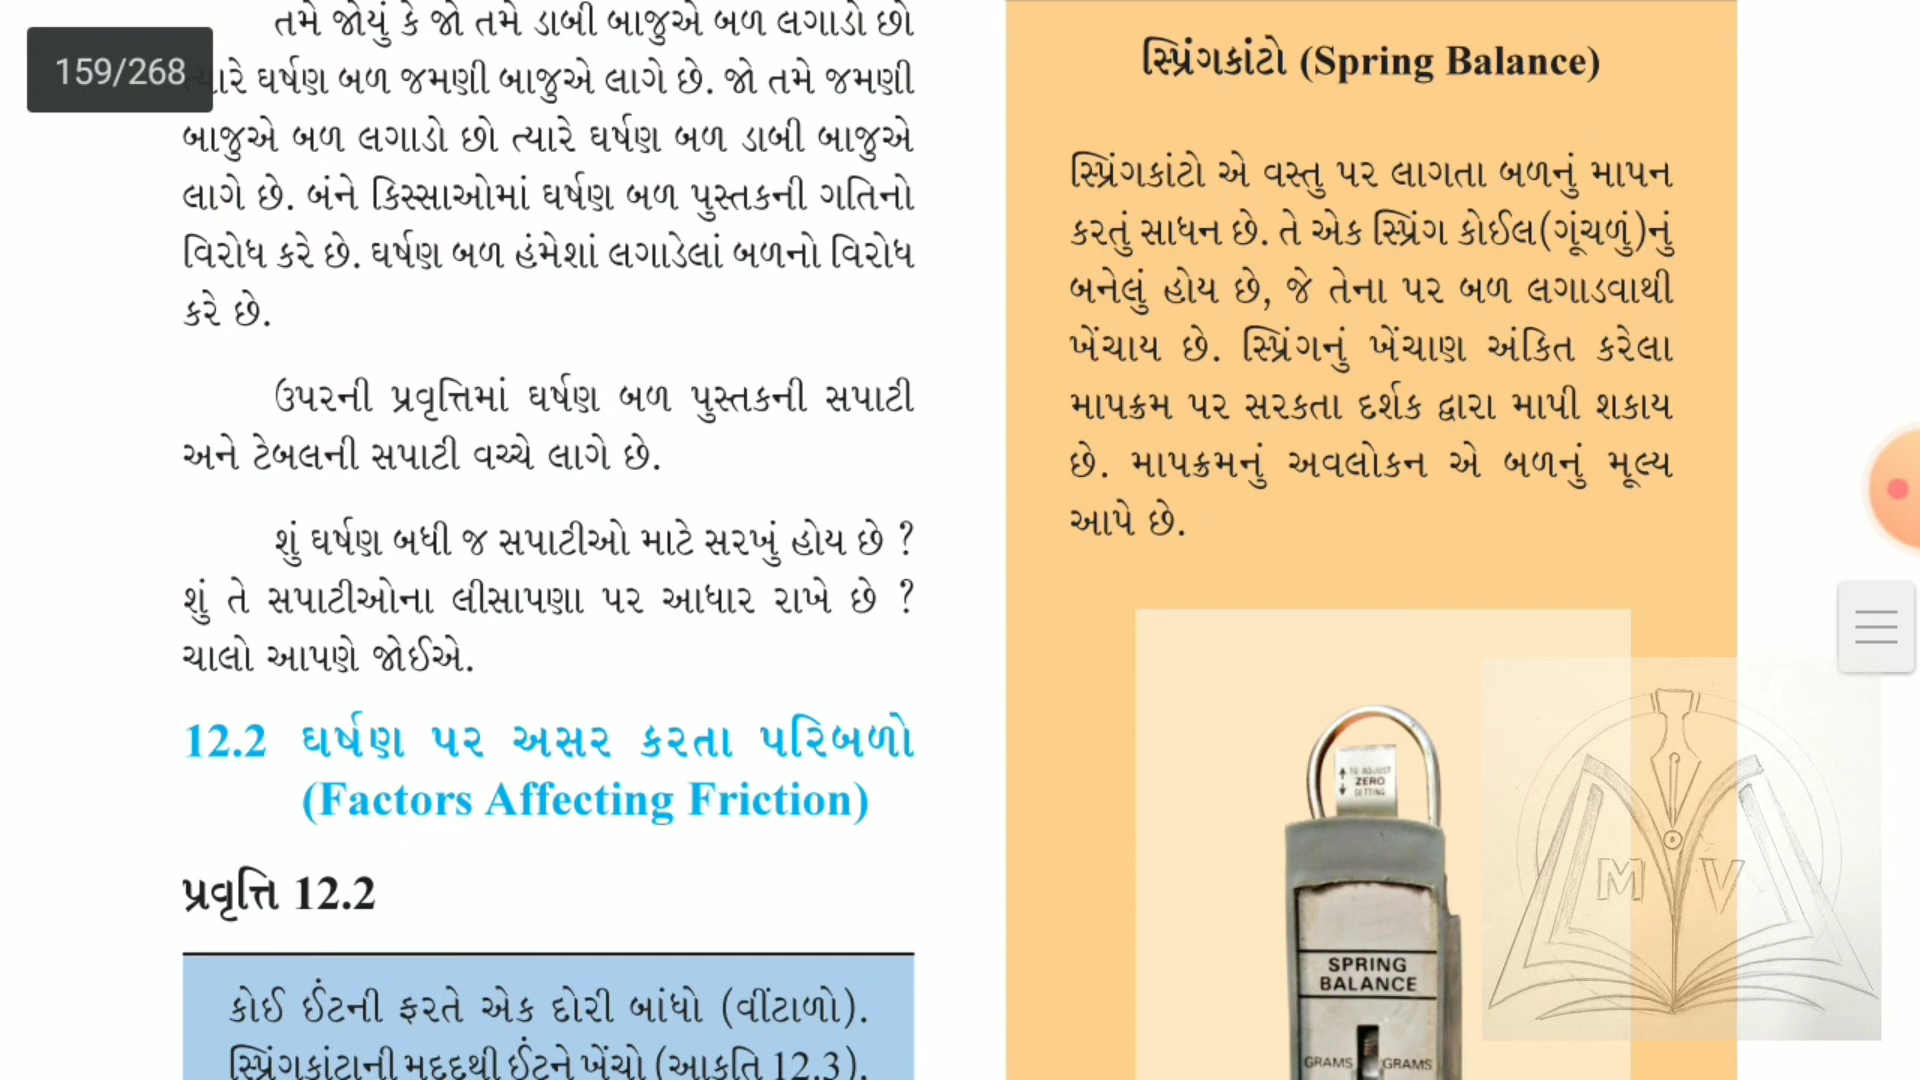 159/268
તમે જોયું કે જો તમે ડાબી બાજુએ બળ લગાડો છો
ત્યારે ઘર્ષણ બળ જમણી બાજુએ લાગે છે. જો તમે જમણી
બાજુએ બળ લગાડો છો ત્યારે ઘર્ષણ બળ ડાબી બાજુએ
લાગે છે. બંને કિસ્સાઓમાં ઘર્ષણ બળ પુસ્તકની ગતિનો
વિરોધ કરે છે. ઘર્ષણ બળ હંમેશાં લગાડેલાં બળનો વિરોધ
કરે છે.
ઉપરની પ્રવૃત્તિમાં ઘર્ષણ બળ પુસ્તકની સપાટી
અને ટેબલની સપાટી વચ્ચે લાગે છે.
શું ઘર્ષણ બધી જ સપાટીઓ માટે સરખું હોય છે ?
શું તે સપાટીઓના લીસાપણા પર આધાર રાખે છે ?
ચાલો આપણે જોઈએ.
12.2 ઘર્ષણ પર અસર કરતા પરિબળો
(Factors Affecting Friction)
પ્રવૃત્તિ 12.2
કોઈ ઈંટની ફરતે એક દોરી બાંધો (વીંટાળો).
સ્પ્રિંગકાંટાની મદદથી ઈંટને ખેંચો (આકૃતિ 12.3).
સ્પ્રિંગકાંટો (Spring Balance)
સ્પ્રિંગકાંટો એ વસ્તુ પર લાગતા બળનું માપન
કરતું સાધન છે. તે એક સ્પ્રિંગ કોઈલ(ગૂંચળું)નું
બનેલું હોય છે, જે તેના પર બળ લગાડવાથી
ખેંચાય છે. સ્પ્રિંગનું ખેંચાણ અંકિત કરેલા
માપક્રમ પર સરકતા દર્શક દ્વારા માપી શકાય
છે. માપક્રમનું અવલોકન એ બળનું મૂલ્ય
આપે છે.
TO ADJUST
ZERO
SETTING
SPRING
BALANCE
GRAMS GRAMS
M V